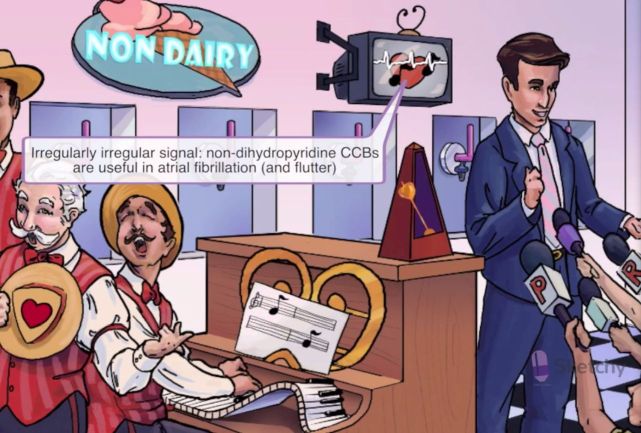 NON DAIRY
Irregularly irregular signal: non-dihydropyridine CCBs
are useful in atrial fibrillation (and flutter)
P
R
Sketchy